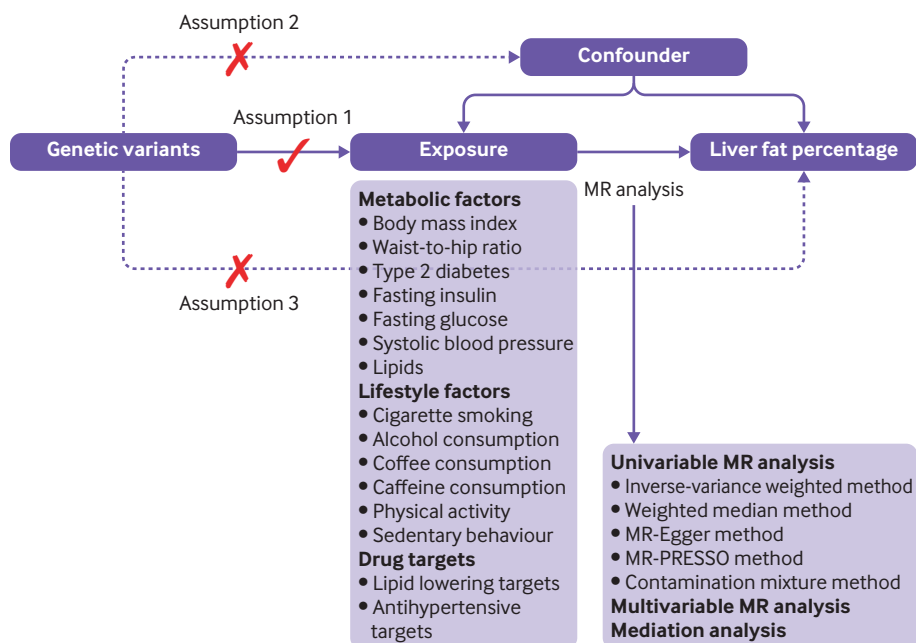 Assumption 2
Confounder
Assumption 1
Genetic variants
Exposure
Liver fat percentage
MR analysis
Assumption 3
Metabolic factors
• Body mass index
• Waist-to-hip ratio
• Type 2 diabetes
• Fasting insulin
• Fasting glucose
• Systolic blood pressure
• Lipids
Lifestyle factors
• Cigarette smoking
• Alcohol consumption
• Coffee consumption
• Caffeine consumption
• Physical activity
• Sedentary behaviour
Drug targets
• Lipid lowering targets
• Antihypertensive
targets
Univariable MR analysis
• Inverse-variance weighted method
• Weighted median method
• MR-Egger method
• MR-PRESSO method
• Contamination mixture method
Multivariable MR analysis
Mediation analysis